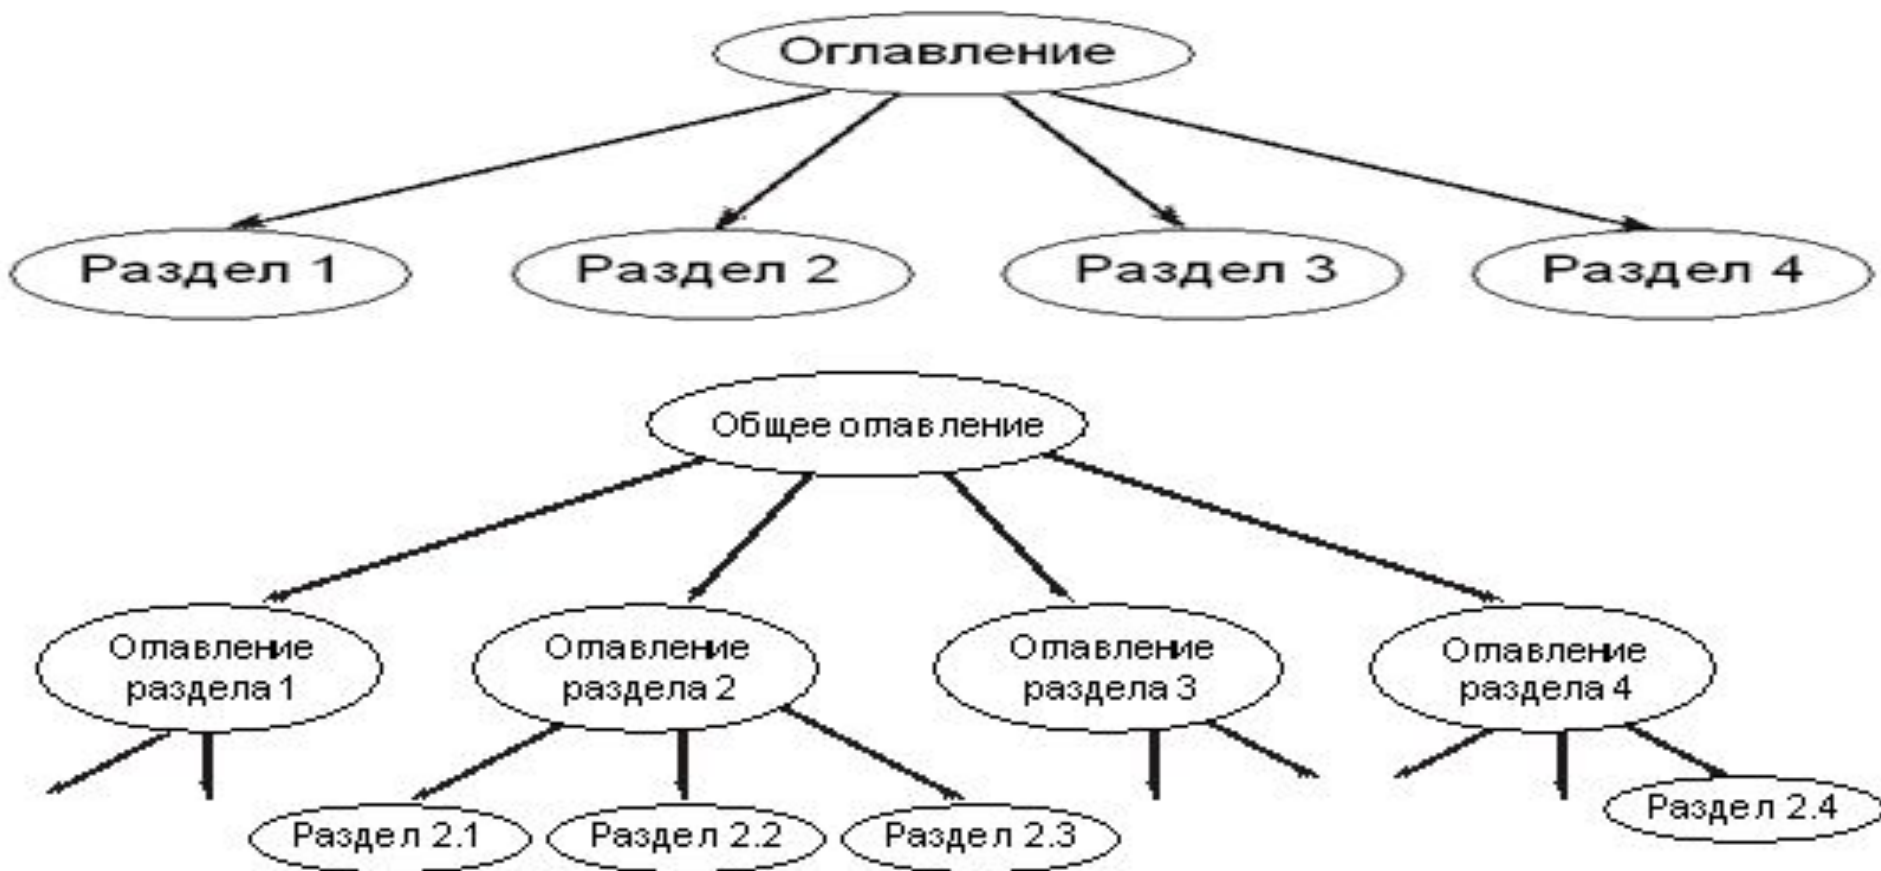 Оглавление
Раздел 1
Раздел 2
Раздел 3
Раздел 4
Общее оглавление
Оглавление
раздела 1
Оглавление
раздела 2
Оглавление
раздела 3
Оглавление
раздела 4
Раздел 2.1
Раздел 2.2
Раздел 2.3
Раздел 2.4